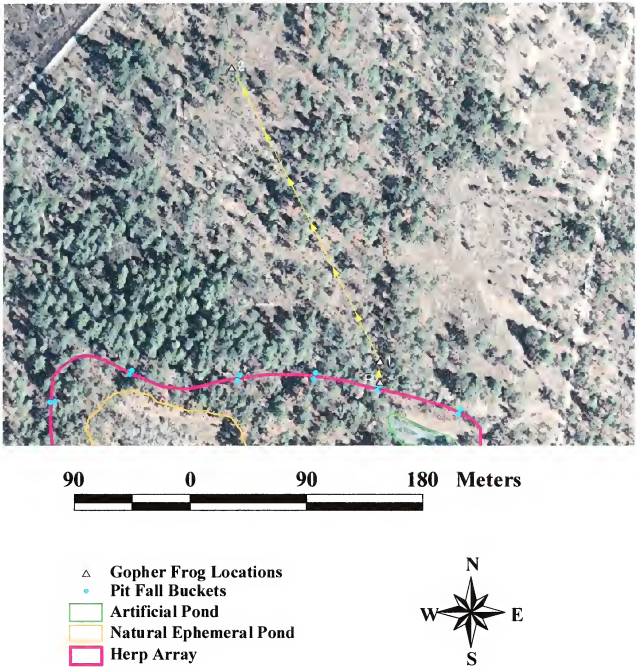 90 0 90 180 Meters
Gopher Frog Locations
Pit Fall Buckets
Artificial Pond
Natural Ephemeral Pond
Herp Array
N
W E
S